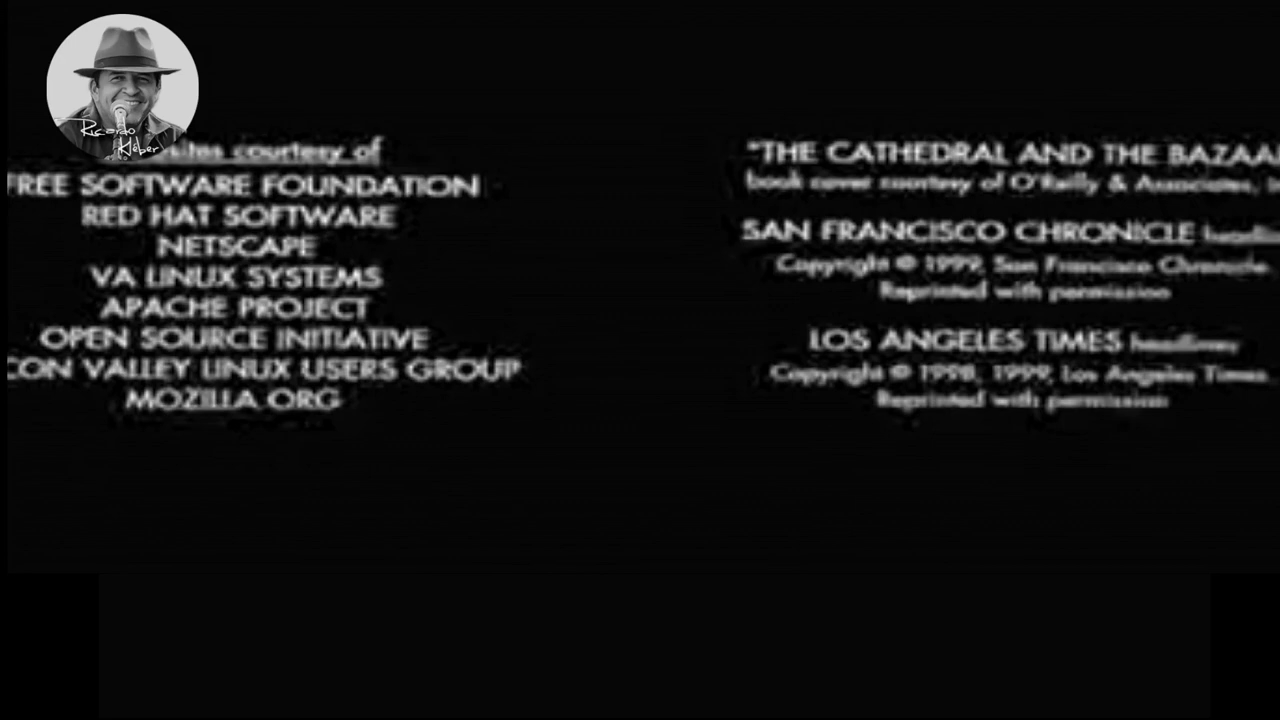 Ricardo
Kléber
sites courtesy of
FREE SOFTWARE FOUNDATION
RED HAT SOFTWARE
NETSCAPE
VA LINUX SYSTEMS
APACHE PROJECT
OPEN SOURCE INITIATIVE
CON VALLEY LINUX USERS GROUP
MOZILLA.ORG
"THE CATHEDRAL AND THE BAZAAR
book cover courtesy of O'Reilly & Associates,
SAN FRANCISCO CHRONICLE
Copyright © 1999, San Francisco Chronicle
Reprinted with permission
LOS ANGELES TIMES headlines
Copyright © 1998, 1999, Los Angeles Times
Reprinted with permission